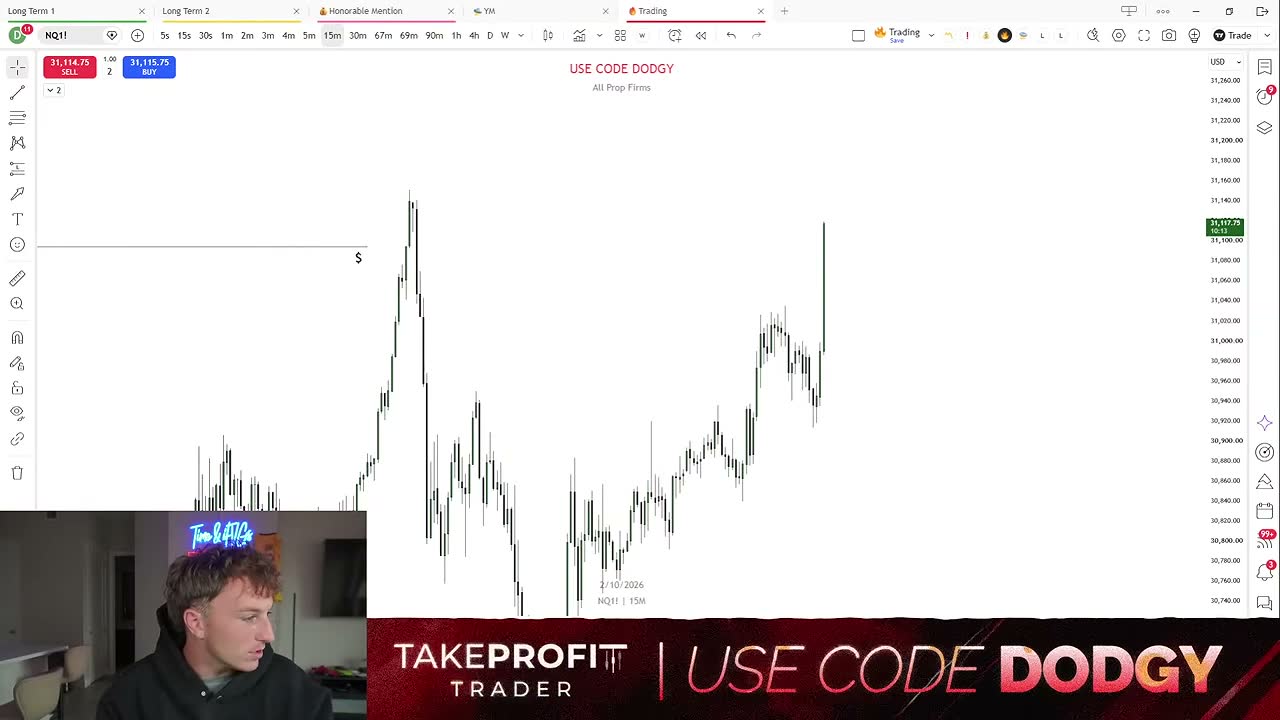 Long Term 1
Long Term 2
Honorable Mention
YM
Trading
11
NQ1!
5s 15s 30s 1m 2m 3m 4m 5m 15m 30m 67m 69m 90m 1h 4h D W
W
Trading
Save
L L
Trade
31,114.75
SELL
1.00
2
31,115.75
BUY
2
USE CODE DODGY
All Prop Firms
USD
31,260.00
31,240.00
31,220.00
31,200.00
31,180.00
31,160.00
31,140.00
31,117.75
10:13
31,100.00
31,080.00
31,060.00
31,040.00
31,020.00
31,000.00
30,980.00
30,960.00
30,940.00
30,920.00
30,900.00
30,880.00
30,860.00
30,840.00
30,820.00
30,800.00
30,780.00
30,760.00
30,740.00
$
9
99+
3
2/10/2026
NQ1! | 15M
TAKEPROFIT
TRADER
USE CODE DODGY